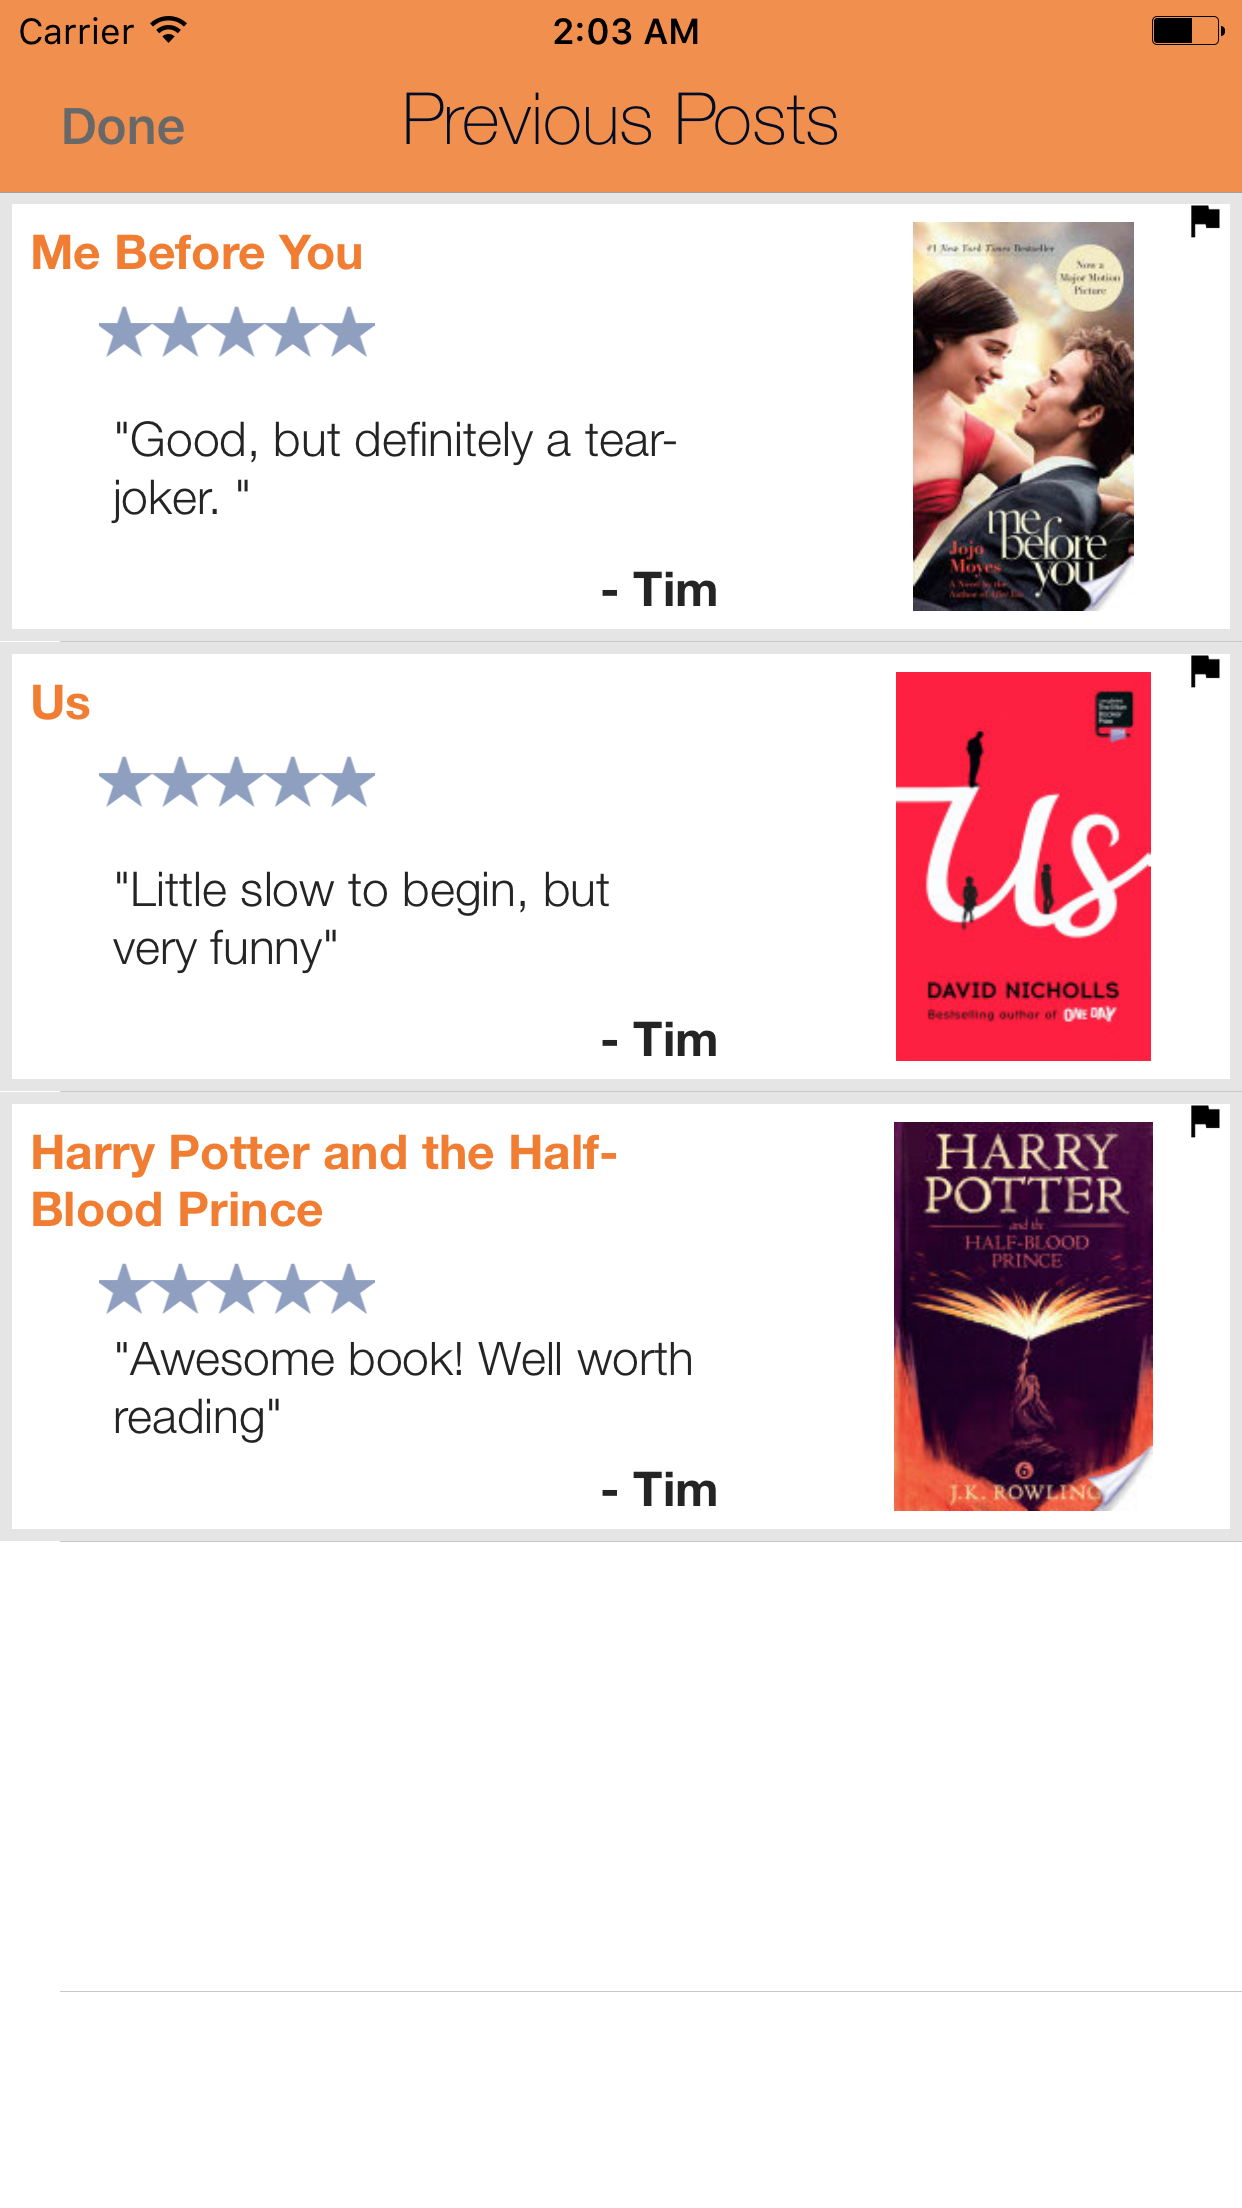 Carrier
2:03 AM
Done
Previous Posts
Me Before You
"Good, but definitely a tear-
joker. "
- Tim
#1 New York Times Bestseller
Now a
Major Motion
Picture
me
before
you
Jojo
Moyes
A Novel by the
Author of After You
Us
"Little slow to begin, but
very funny"
- Tim
Us
DAVID NICHOLLS
Bestselling author of ONE DAY
Harry Potter and the Half-
Blood Prince
"Awesome book! Well worth
reading"
- Tim
HARRY
POTTER
and the
HALF-BLOOD
PRINCE
6
J.K. ROWLING